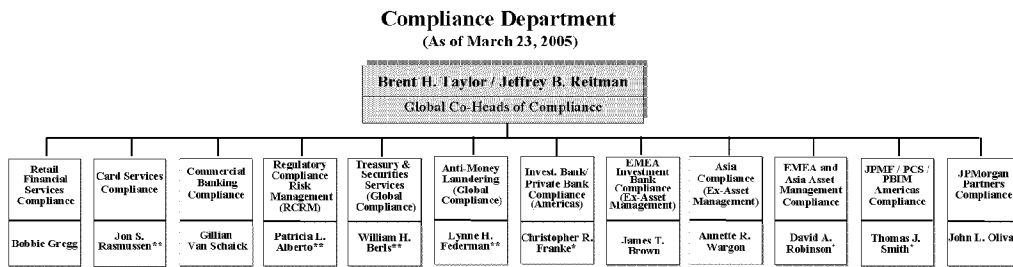 Compliance Department
(As of March 23, 2005)
Brent H. Taylor / Jeffrey B. Reitman
Global Co-Heads of Compliance
Retail
Financial
Services
Compliance
Bobbie Gregg
Card Services
Compliance
Jon S.
Rasmussen**
Commercial
Banking
Compliance
Gillian
Van Schaick
Regulatory
Compliance
Risk
Management
(RCRM)
Patricia L.
Alberto**
Treasury &
Securities
Services
(Global
Compliance)
William H.
Berls**
Anti-Money
Laundering
(Global
Compliance)
Lynne H.
Federman**
Invest. Bank/
Private Bank
Compliance
(Americas)
Christopher R.
Franke*
EMEA
Investment
Bank
Compliance
(Ex-Asset
Management)
James T.
Brown
Asia
Compliance
(Ex-Asset
Management)
Annette R.
Wargon
EMEA and
Asia Asset
Management
Compliance
David A.
Robinson*
JPMF / PCS /
PBIM
Americas
Compliance
Thomas J.
Smith*
JPMorgan
Partners
Compliance
John L. Oliva